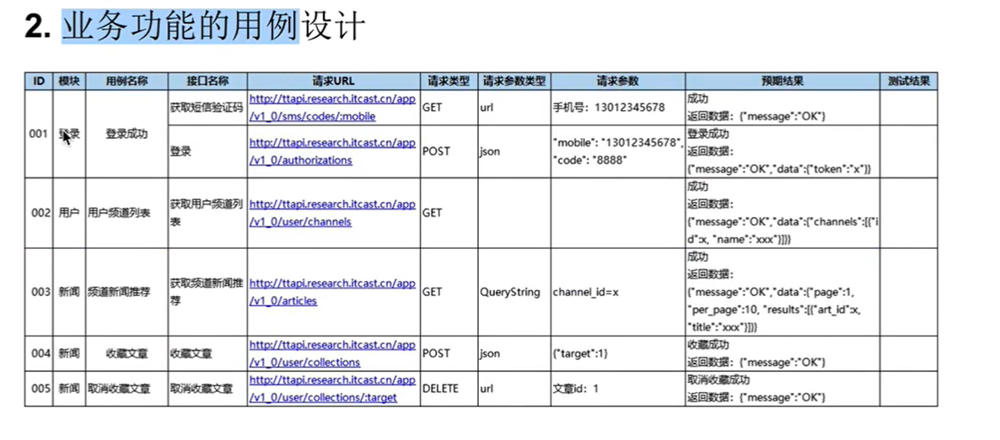 2. 业务功能的用例设计
ID 模块 用例名称 接口名称 请求URL 请求类型 请求参数类型 请求参数 预期结果 测试结果
001 登录 登录成功
获取短信验证码
http://ttapi.research.itcast.cn/app
/v1_0/sms/codes/:mobile
GET
url
手机号：13012345678
成功
返回数据：{"message":"OK"}
登录
http://ttapi.research.itcast.cn/app
/v1_0/authorizations
POST
json
"mobile": "13012345678",
"code": "8888"
登录成功
返回数据：
{"message":"OK","data":{"token":"x"}}
002 用户 用户频道列表
获取用户频道列
表
http://ttapi.research.itcast.cn/app
/v1_0/user/channels
GET
成功
返回数据：
{"message":"OK","data":{"channels":[{"i
d":x, "name":"xxx"}]}}
003 新闻 频道新闻推荐
获取频道新闻推
荐
http://ttapi.research.itcast.cn/app
/v1_0/articles
GET
QueryString
channel_id=x
成功
返回数据：
{"message":"OK","data":{"page":1,
"per_page":10, "results":[{"art_id":x,
"title":"xxx"}]}}
004 新闻 收藏文章 收藏文章
http://ttapi.research.itcast.cn/app
/v1_0/user/collections
POST
json
{"target":1}
收藏成功
返回数据：{"message":"OK"}
005 新闻 取消收藏文章 取消收藏文章
http://ttapi.research.itcast.cn/app
/v1_0/user/collections/:target
DELETE
url
文章id：1
取消收藏成功
返回数据：{"message":"OK"}